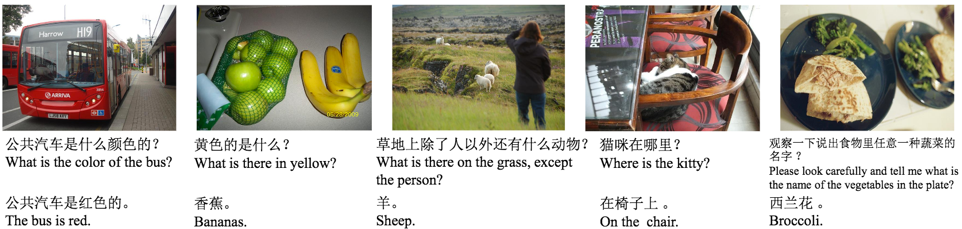 Harrow H19
ARRIVA
00/28/2009
PERANOSTR
公共汽车是什么颜色的？
What is the color of the bus?
公共汽车是红色的。
The bus is red.
黄色的是什么？
What is there in yellow?
香蕉。
Bananas.
草地上除了人以外还有什么动物？
What is there on the grass, except
the person?
羊。
Sheep.
猫咪在哪里？
Where is the kitty?
在椅子上 。
On the chair.
观察一下说出食物里任意一种蔬菜的
名字 ？
Please look carefully and tell me what is
the name of the vegetables in the plate?
西兰花 。
Broccoli.